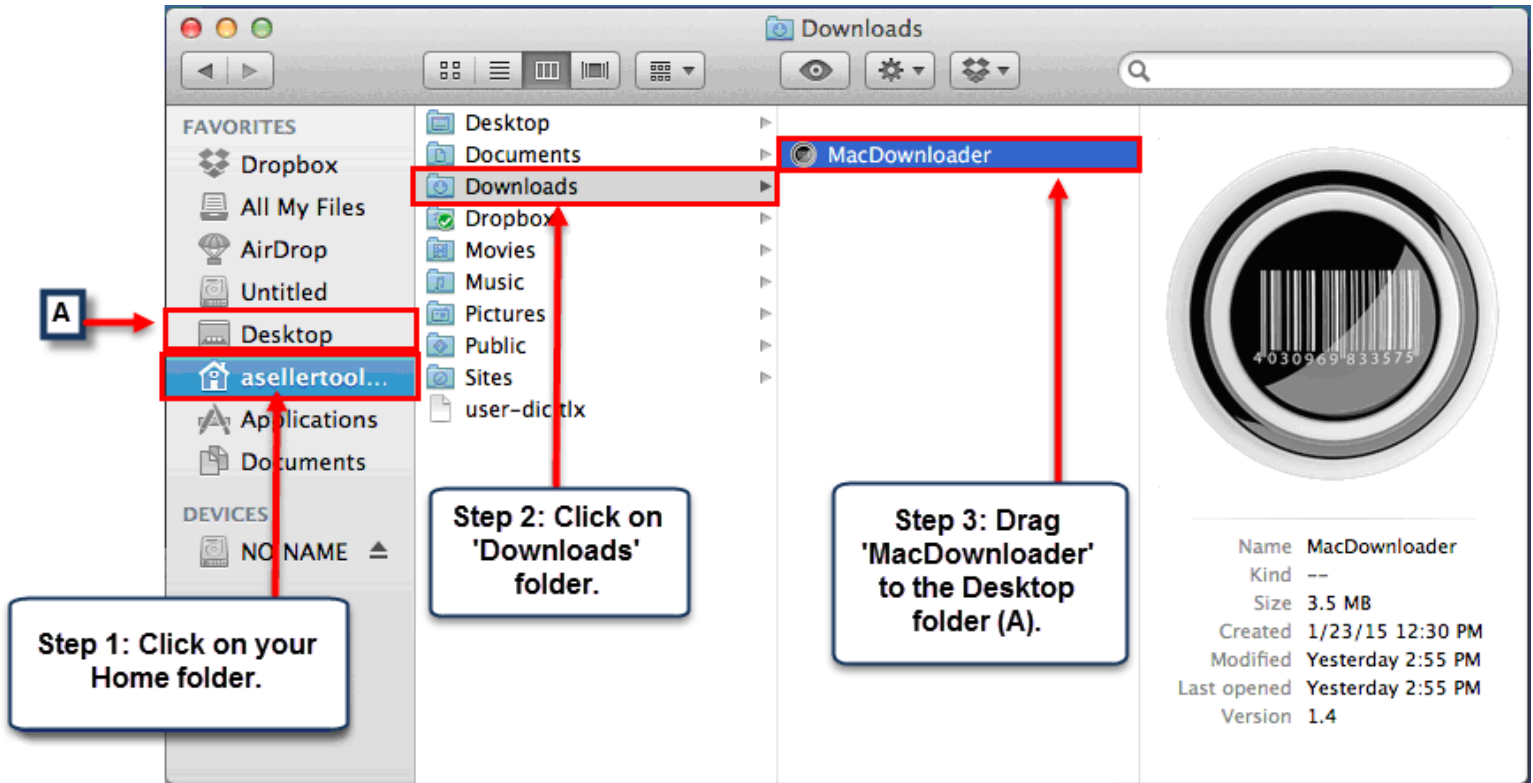 Downloads
FAVORITES
Dropbox
All My Files
AirDrop
Untitled
Desktop
asellertool...
Applications
Documents
DEVICES
NO NAME
A
Desktop
Documents
Downloads
Dropbox
Movies
Music
Pictures
Public
Sites
user-dic.tlx
MacDownloader
4 030969 833575
Name MacDownloader
Kind --
Size 3.5 MB
Created 1/23/15 12:30 PM
Modified Yesterday 2:55 PM
Last opened Yesterday 2:55 PM
Version 1.4
Step 1: Click on your
Home folder.
Step 2: Click on
'Downloads'
folder.
Step 3: Drag
'MacDownloader'
to the Desktop
folder (A).